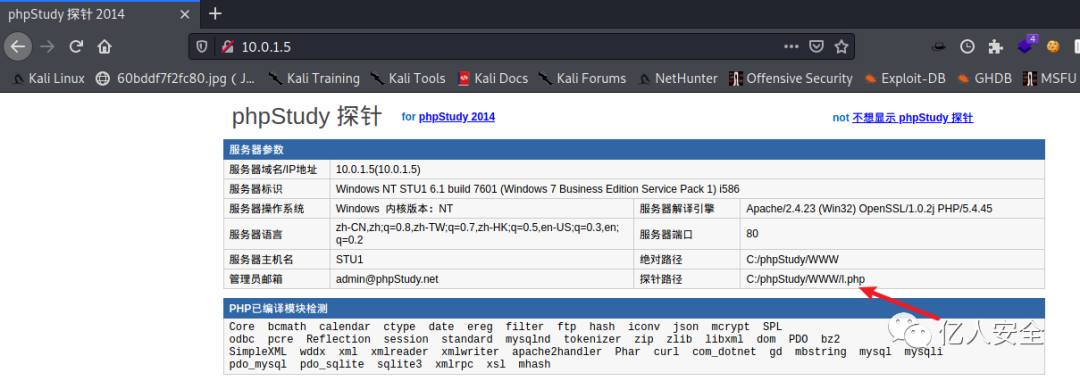 phpStudy 探针 2014
10.0.1.5
4
Kali Linux 60bddf7f2fc80.jpg ( J... Kali Training Kali Tools Kali Docs Kali Forums NetHunter Offensive Security Exploit-DB GHDB MSFU
phpStudy 探针 for phpStudy 2014 not 不想显示 phpStudy 探针
服务器参数
服务器域名/IP地址 10.0.1.5(10.0.1.5)
服务器标识 Windows NT STU1 6.1 build 7601 (Windows 7 Business Edition Service Pack 1) i586
服务器操作系统 Windows 内核版本：NT 服务器解译引擎 Apache/2.4.23 (Win32) OpenSSL/1.0.2j PHP/5.4.45
服务器语言 zh-CN,zh;q=0.8,zh-TW;q=0.7,zh-HK;q=0.5,en-US;q=0.3,en;
q=0.2 服务器端口 80
服务器主机名 STU1 绝对路径 C:/phpStudy/WWW
管理员邮箱 admin@phpStudy.net 探针路径 C:/phpStudy/WWW/l.php
PHP已编译模块检测
Core bcmath calendar ctype date ereg filter ftp hash iconv json mcrypt SPL
odbc pcre Reflection session standard mysqlnd tokenizer zip zlib libxml dom PDO bz2
SimpleXML wddx xml xmlreader xmlwriter apache2handler Phar curl com_dotnet gd mbstring mysql mysqli
pdo_mysql pdo_sqlite sqlite3 xmlrpc xsl mhash
亿人安全